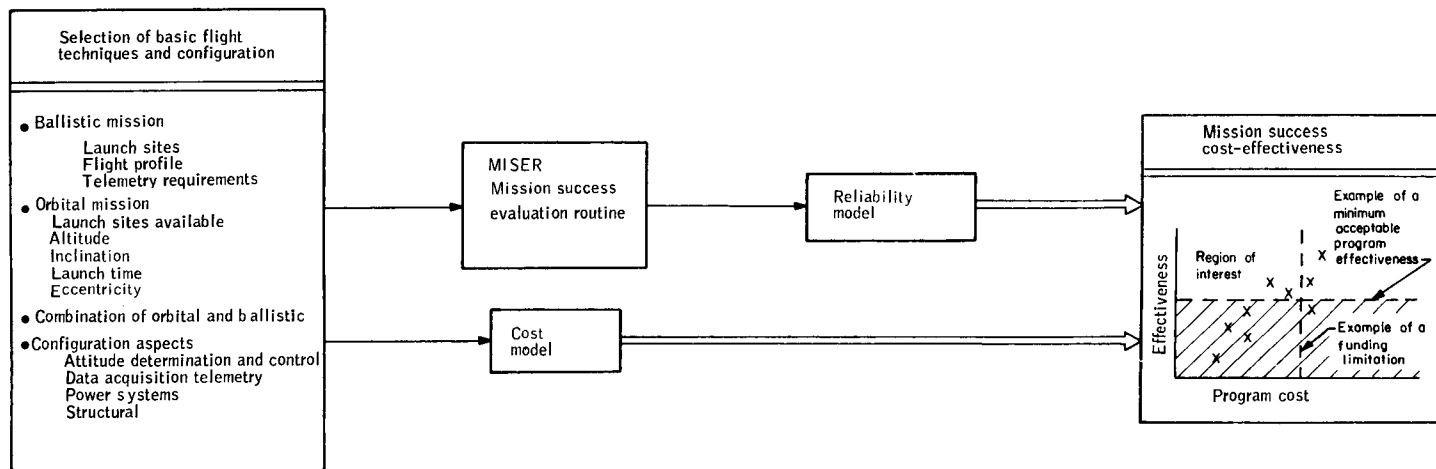 Selection of basic flight
techniques and configuration
● Ballistic mission
Launch sites
Flight profile
Telemetry requirements
● Orbital mission
Launch sites available
Altitude
Inclination
Launch time
Eccentricity
● Combination of orbital and ballistic
● Configuration aspects
Attitude determination and control
Data acquisition telemetry
Power systems
Structural
MISER
Mission success
evaluation routine
Reliability
model
Cost
model
Mission success
cost-effectiveness
Example of a
minimum
acceptable
program
effectiveness
Region of
interest
Effectiveness
Example of a
funding
limitation
Program cost